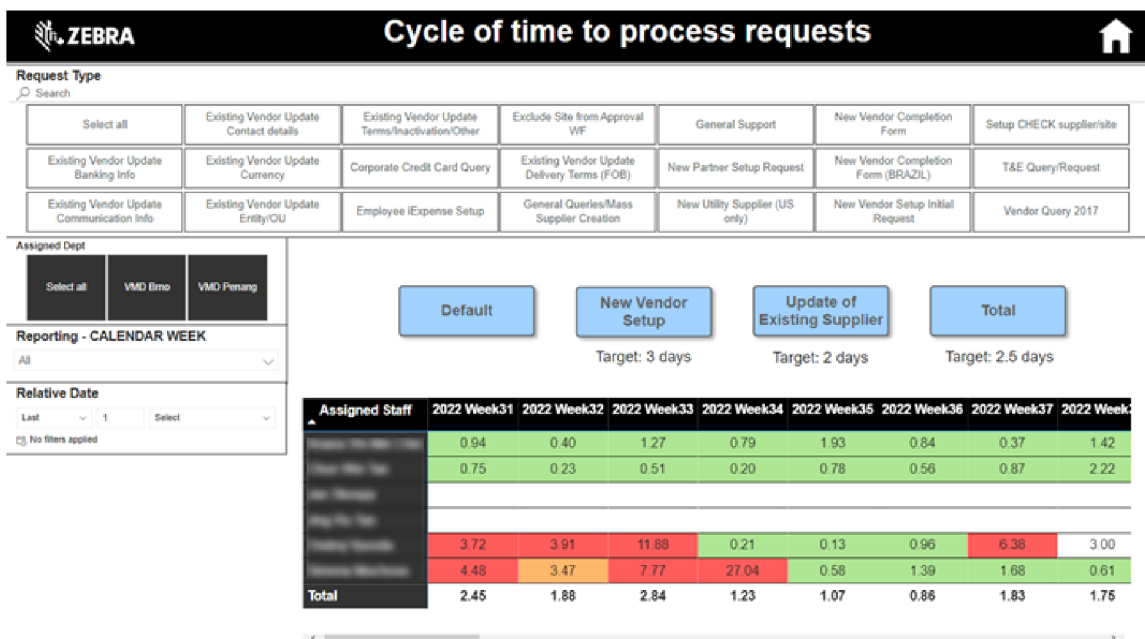 ZEBRA
Cycle of time to process requests
Request Type
Search
Select all
Existing Vendor Update
Contact details
Existing Vendor Update
Terms/Inactivation/Other
Exclude Site from Approval
WF
General Support
New Vendor Completion
Form
Setup CHECK supplier/site
Existing Vendor Update
Banking Info
Existing Vendor Update
Currency
Corporate Credit Card Query
Existing Vendor Update
Delivery Terms (FOB)
New Partner Setup Request
New Vendor Completion
Form (BRAZIL)
T&E Query/Request
Existing Vendor Update
Communication Info
Existing Vendor Update
Entity/OU
Employee iExpense Setup
General Queries/Mass
Supplier Creation
New Utility Supplier (US
only)
New Vendor Setup Initial
Request
Vendor Query 2017
Assigned Dept
Select all
VMD Brno
VMD Penang
Reporting - CALENDAR WEEK
All
Relative Date
Last 1 Select
No filters applied
Default
New Vendor
Setup
Update of
Existing Supplier
Total
Target: 3 days
Target: 2 days
Target: 2.5 days
Assigned Staff 2022 Week31 2022 Week32 2022 Week33 2022 Week34 2022 Week35 2022 Week36 2022 Week37 2022 Week
0.94 0.40 1.27 0.79 1.93 0.84 0.37 1.42
0.75 0.23 0.51 0.20 0.78 0.56 0.87 2.22
3.72 3.91 11.88 0.21 0.13 0.96 6.38 3.00
4.48 3.47 7.77 27.04 0.58 1.39 1.68 0.61
Total 2.45 1.88 2.84 1.23 1.07 0.86 1.83 1.75